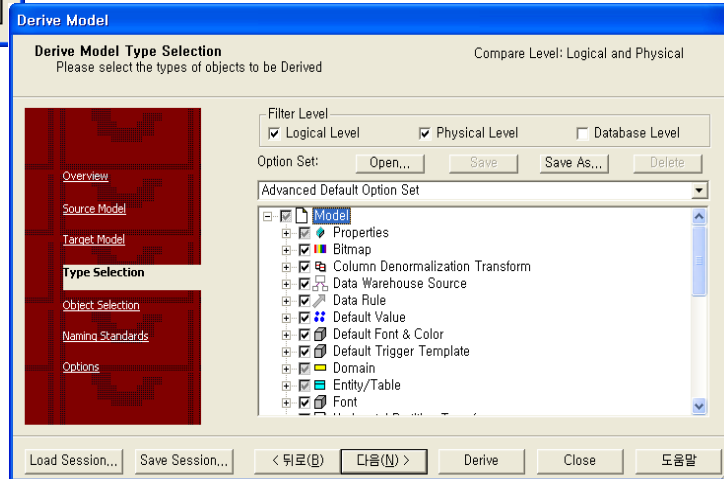 Derive Model
Derive Model Type Selection
Please select the types of objects to be Derived
Compare Level: Logical and Physical
Overview
Source Model
Target Model
Type Selection
Object Selection
Naming Standards
Options
Filter Level
Logical Level
Physical Level
Database Level
Option Set:
Open,,,
Save
Save As,,,
Delete
Advanced Default Option Set
Model
Properties
Bitmap
Column Denormalization Transform
Data Warehouse Source
Data Rule
Default Value
Default Font & Color
Default Trigger Template
Domain
Entity/Table
Font
Load Session,,,
Save Session,,,
< 뒤로(B)
다음(N) >
Derive
Close
도움말